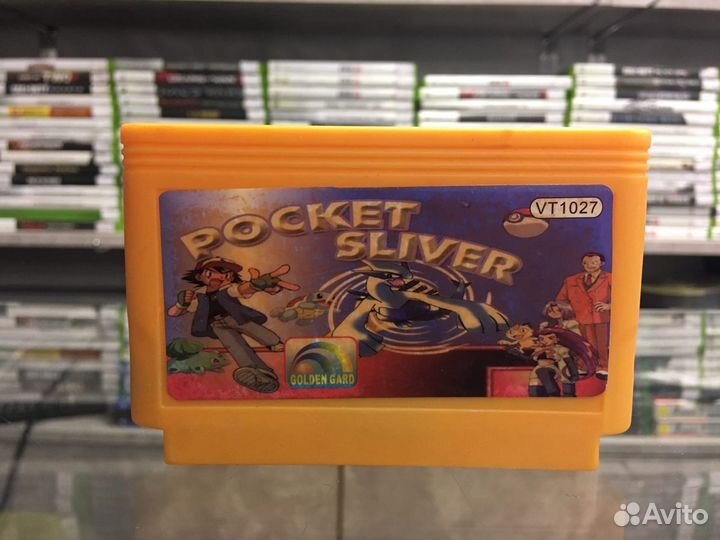 VT1027
POCKET
SLIVER
GOLDEN GARD
Avito